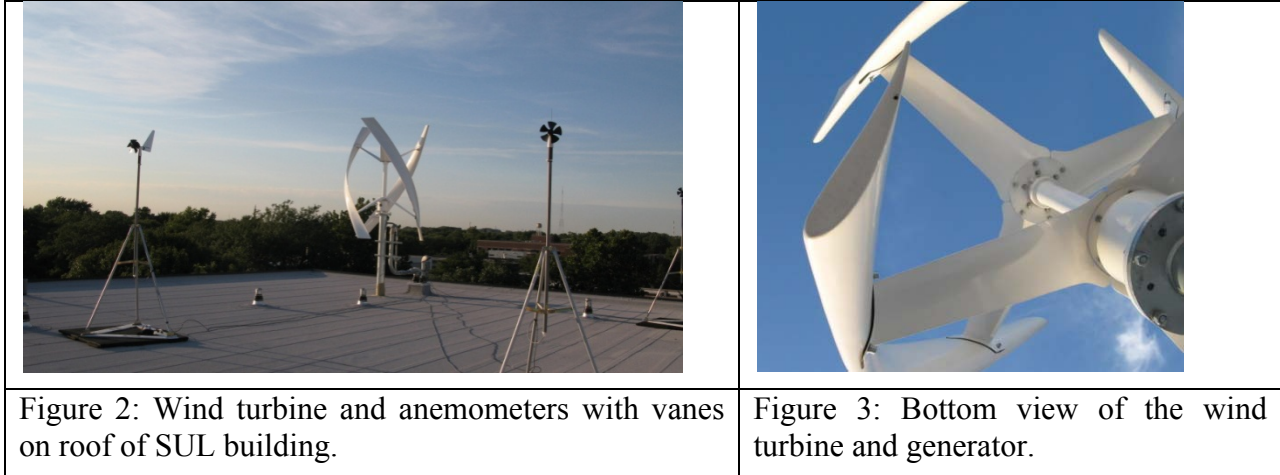 Figure 2: Wind turbine and anemometers with vanes
on roof of SUL building.
Figure 3: Bottom view of the wind
turbine and generator.